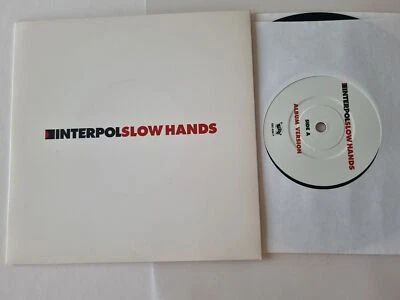 INTERPOLSLOW HANDS
INTERPOLSLOW HANDS
SIDE A
ALBUM VERSION